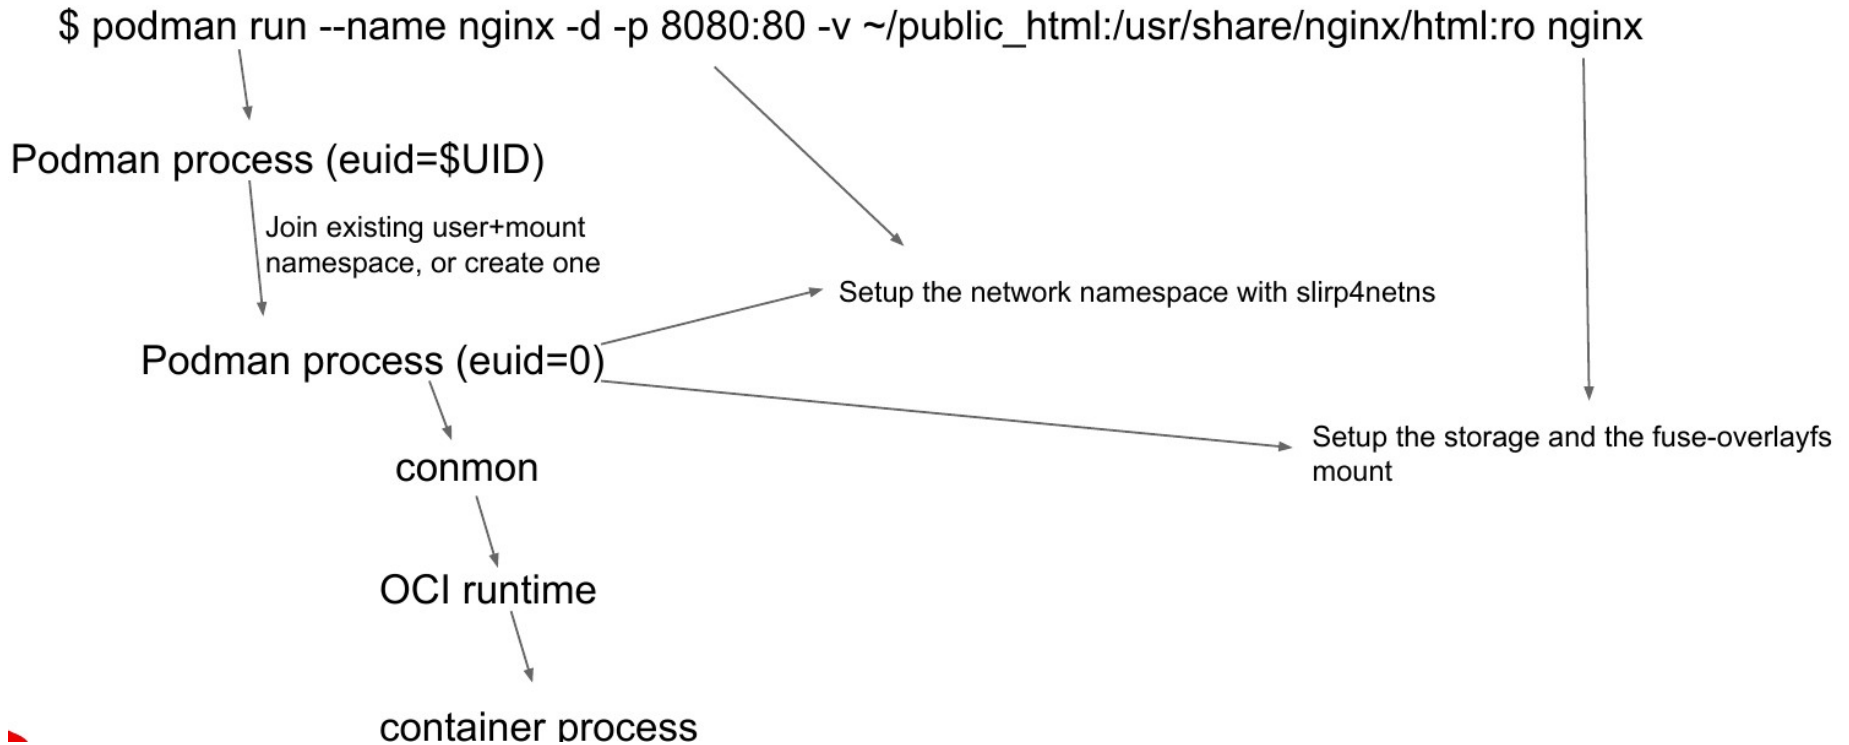 $ podman run --name nginx -d -p 8080:80 -v ~/public_html:/usr/share/nginx/html:ro nginx
Podman process (euid=$UID)
Join existing user+mount
namespace, or create one
Setup the network namespace with slirp4netns
Podman process (euid=0)
Setup the storage and the fuse-overlayfs
mount
conmon
OCI runtime
container process